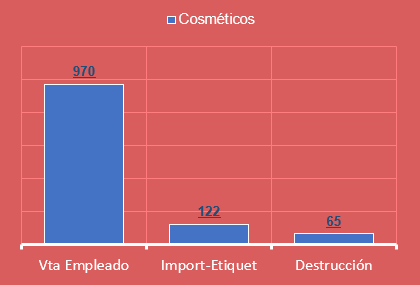 Cosméticos
970
122
65
Vta Empleado
Import-Etiquet
Destrucción